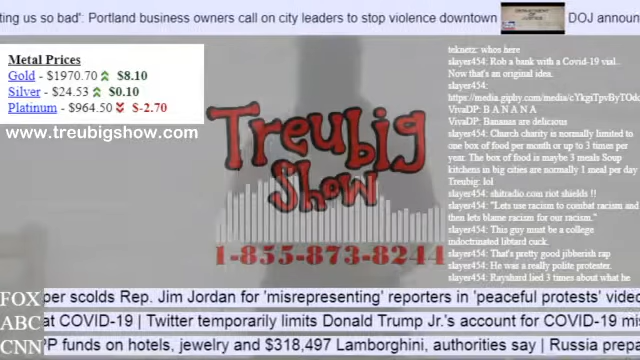 ting us so bad': Portland business owners call on city leaders to stop violence downtown
DOJ announ
Metal Prices
Gold - $1970.70 $8.10
Silver - $24.53 $0.10
Platinum - $964.50 $-2.70
www.treubigshow.com
Treubig
Show
1-855-873-8244
teknetz: whos here
slayer454: Rob a bank with a Covid-19 vial..
Now that's an original idea.
slayer454:
https://media.giphy.com/media/cYkgiTpvByTOdc
VivaDP: B A N A N A
VivaDP: Bananas are delicious
slayer454: Church charity is normally limited to
one box of food per month or up to 3 times per
year. The box of food is maybe 3 meals Soup
kitchens in big cities are normally 1 meal per day
Treubig: lol
slayer454: shitradio.com riot shields !!
slayer454: "Lets use racism to combat racism and
then lets blame racism for our racism."
slayer454: This guy must be a college
indoctrinated libtard cuck.
slayer454: That's pretty good jibberish rap
slayer454: He was a really polite protester.
slayer454: Rayshard lied 3 times about what he
FOX
per scolds Rep. Jim Jordan for 'misrepresenting' reporters in 'peaceful protests' video
ABC
at COVID-19 | Twitter temporarily limits Donald Trump Jr.'s account for COVID-19 mis
CNN
PP funds on hotels, jewelry and $318,497 Lamborghini, authorities say | Russia prepa